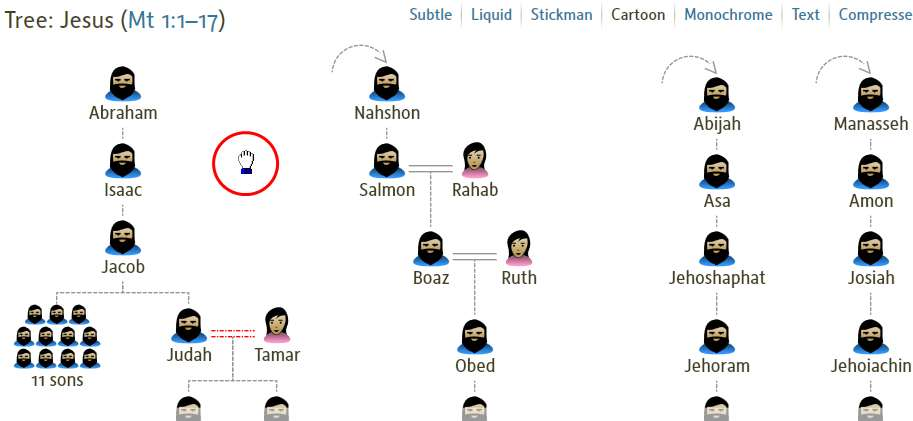 Tree: Jesus (Mt 1:1–17)
Subtle Liquid Stickman Cartoon Monochrome Text Compresse
Abraham
Isaac
Jacob
11 sons
Judah Tamar
Nahshon
Salmon Rahab
Boaz Ruth
Obed
Abijah
Asa
Jehoshaphat
Jehoram
Manasseh
Amon
Josiah
Jehoiachin